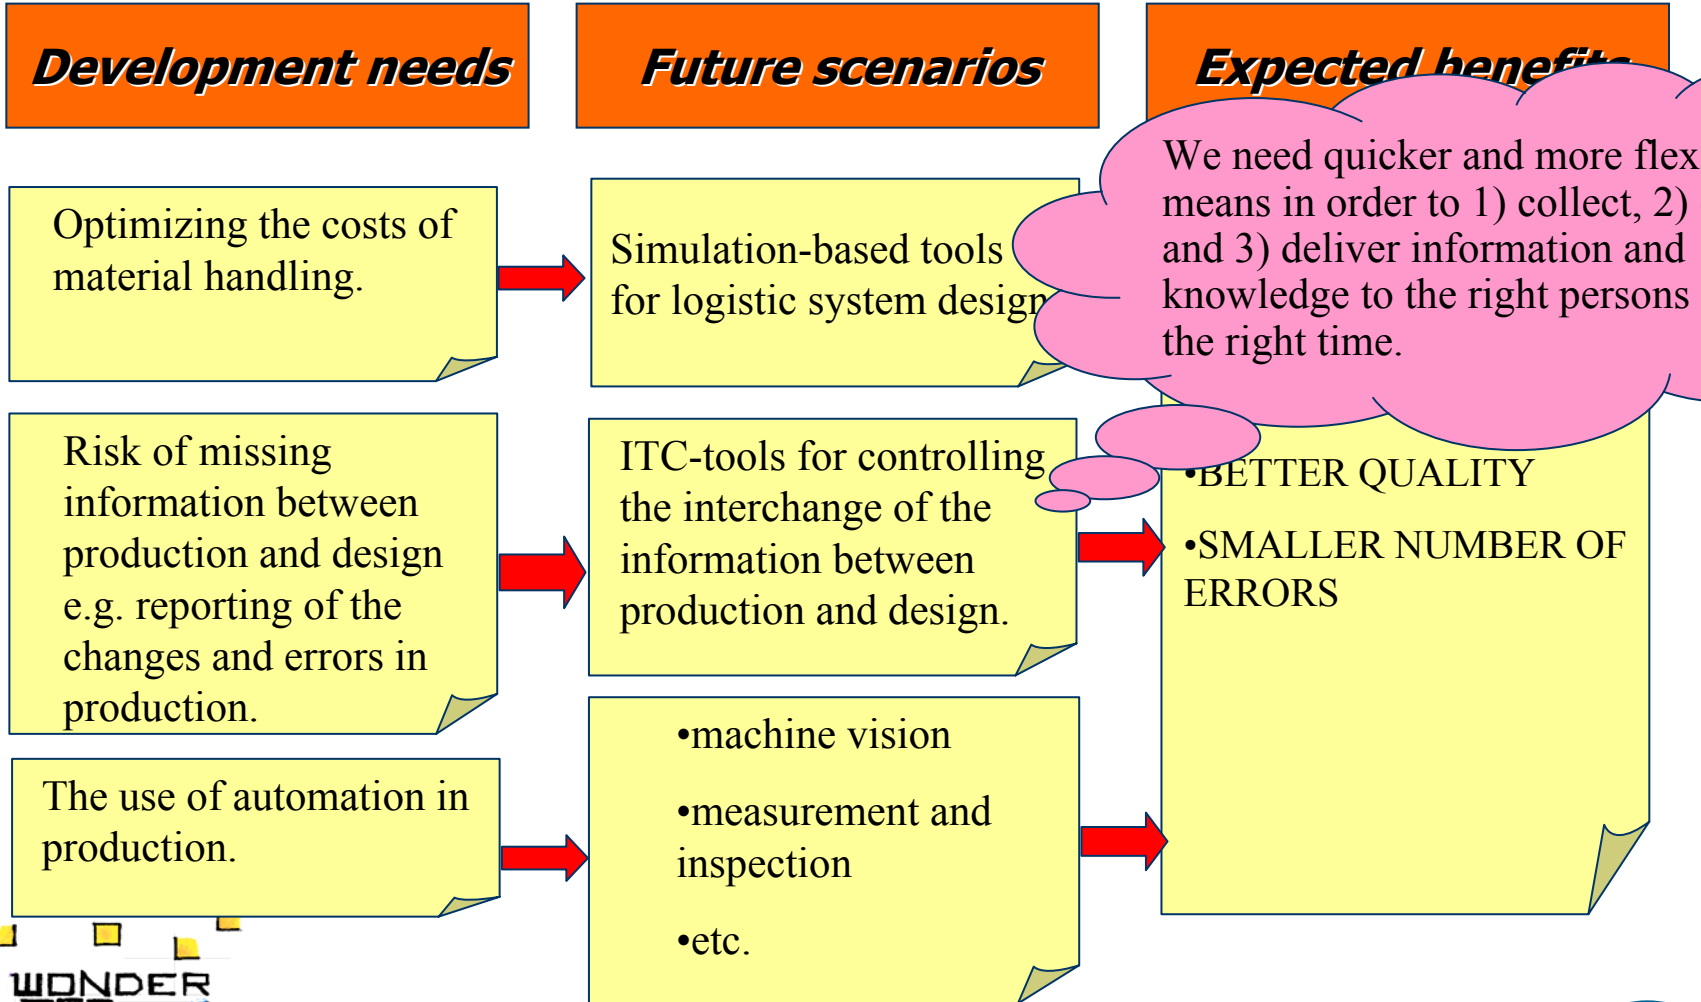 Development needs
Future scenarios
Expected benefits
Optimizing the costs of
material handling.
Simulation-based tools
for logistic system design
We need quicker and more flex
means in order to 1) collect, 2)
and 3) deliver information and
knowledge to the right persons
the right time.
Risk of missing
information between
production and design
e.g. reporting of the
changes and errors in
production.
ITC-tools for controlling
the interchange of the
information between
production and design.
•BETTER QUALITY
•SMALLER NUMBER OF
ERRORS
The use of automation in
production.
•machine vision
•measurement and
inspection
•etc.
WONDER